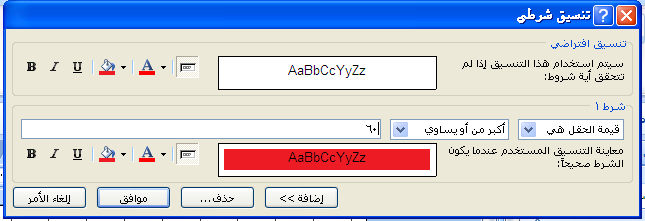 تنسيق شرطي
تنسيق افتراضي
سيتم استخدام هذا التنسيق إذا لم
تتحقق أية شروط:
AaBbCcYyZz
B I U A
شرط ١
قيمة الحقل هي
أكبر من أو يساوي
٦٠
معاينة التنسيق المستخدم عندما يكون
الشرط صحيحاً:
AaBbCcYyZz
B I U A
إضافة >>
حذف...
موافق
إلغاء الأمر